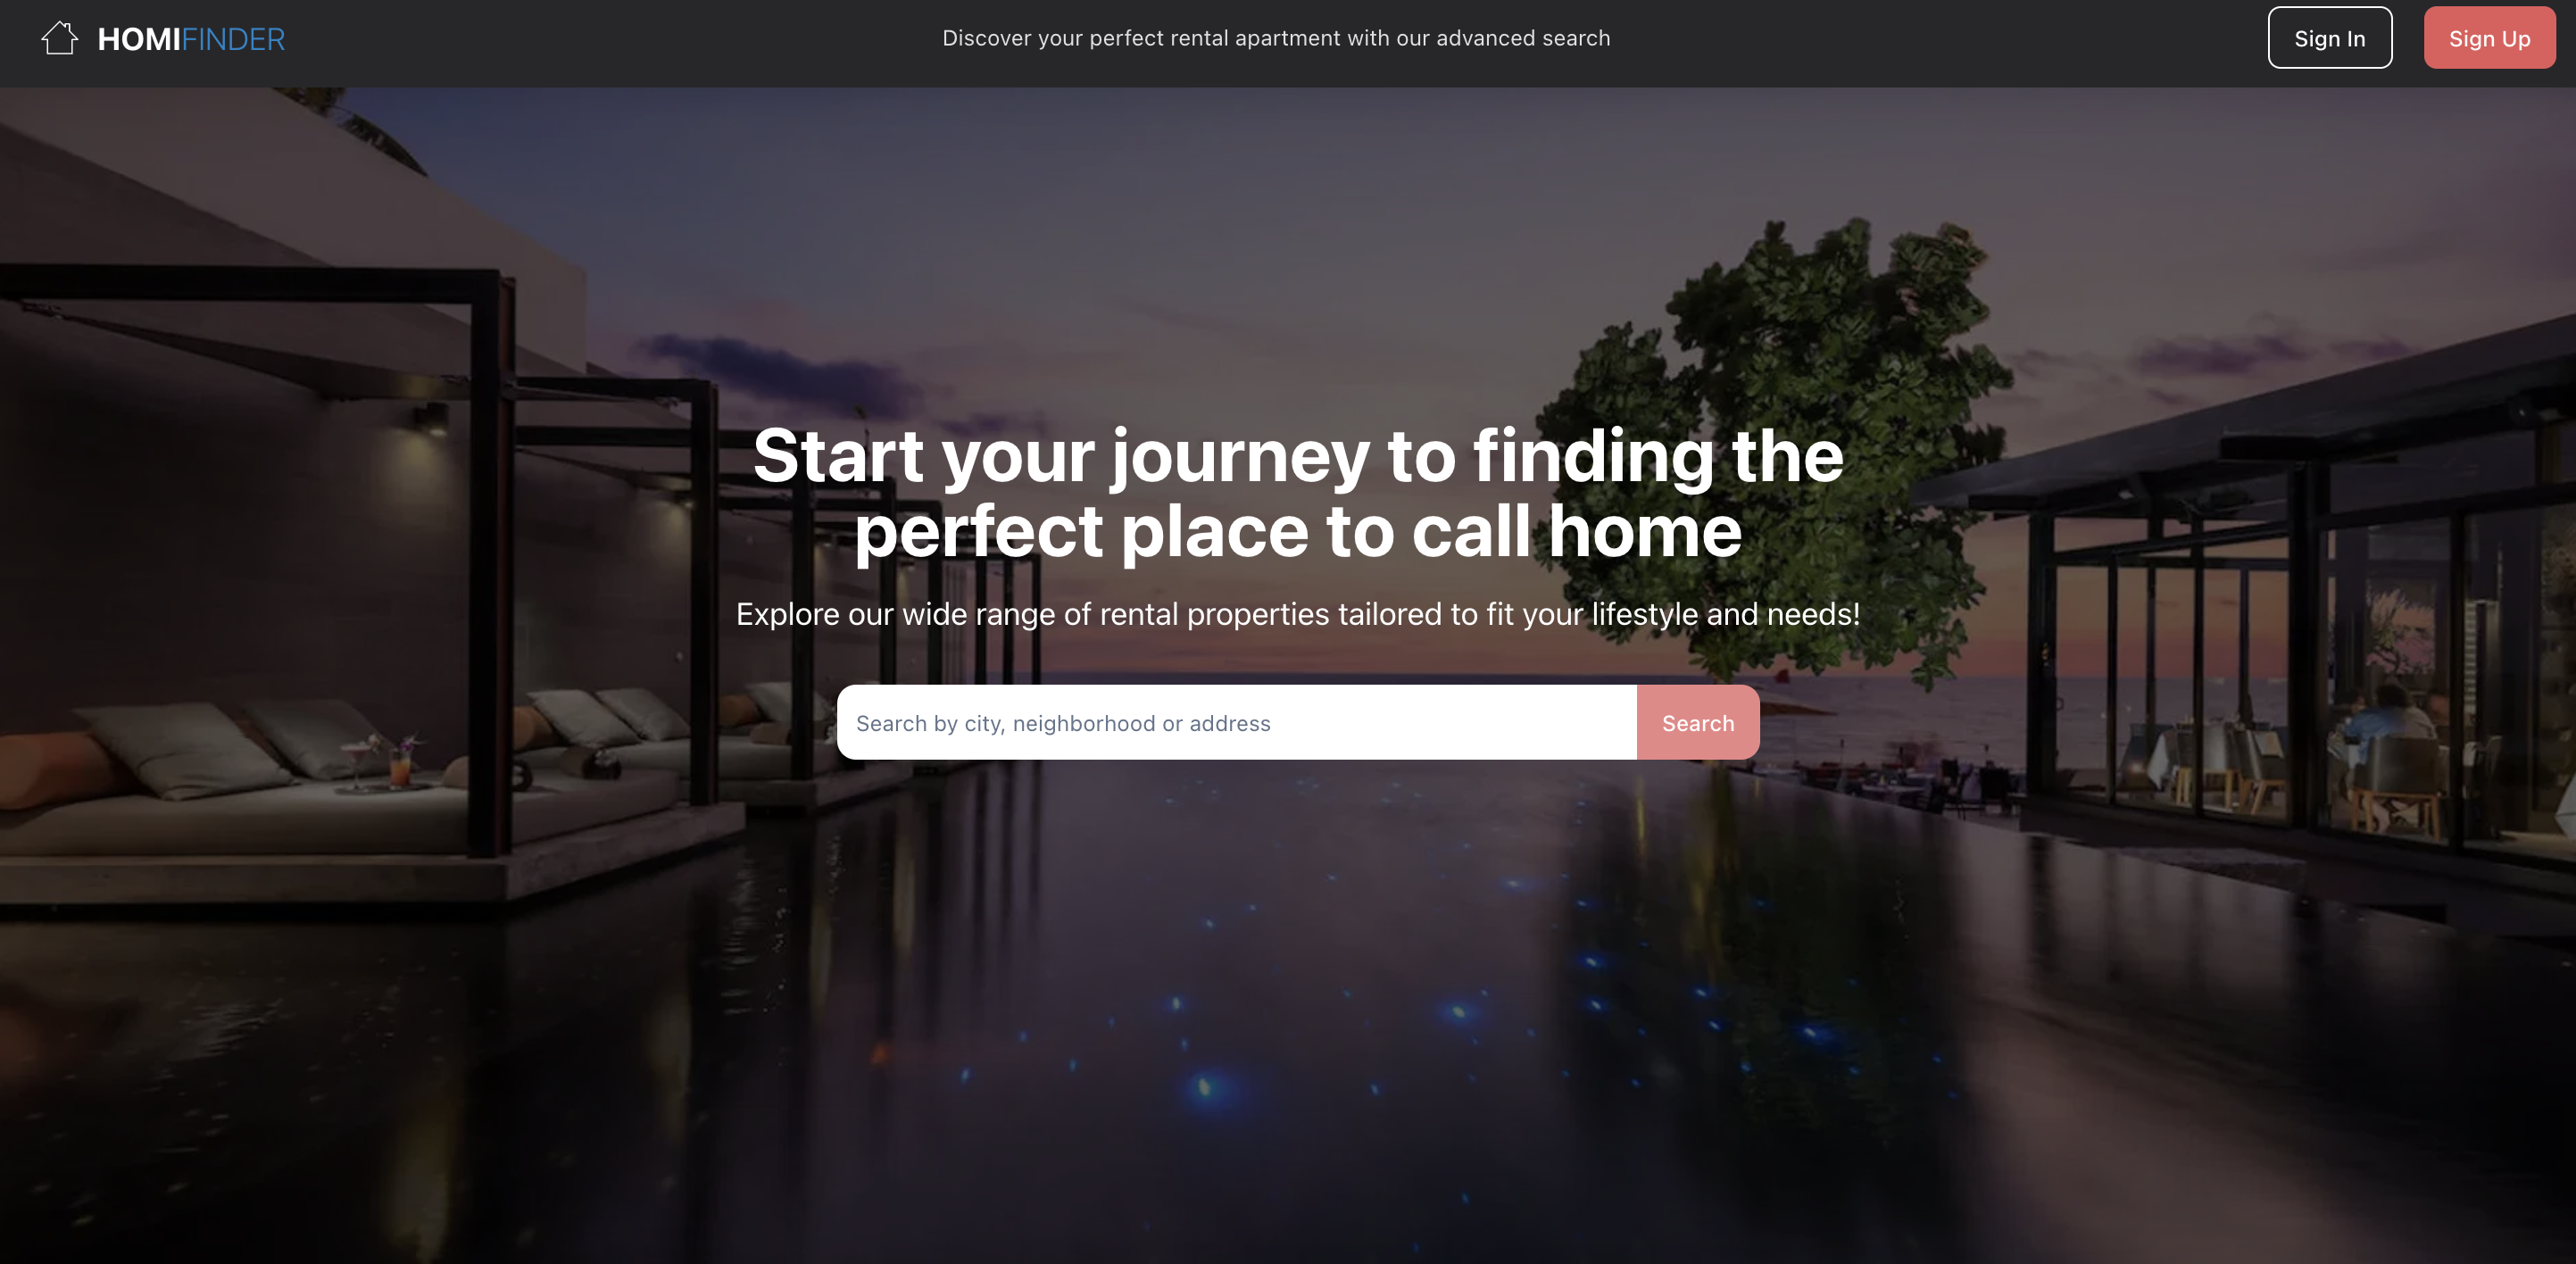 HOMIFINDER
Discover your perfect rental apartment with our advanced search
Sign In
Sign Up
Start your journey to finding the
perfect place to call home
Explore our wide range of rental properties tailored to fit your lifestyle and needs!
Search by city, neighborhood or address
Search